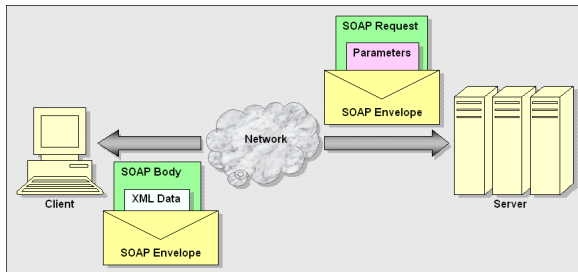 SOAP Request
Parameters
SOAP Envelope
Network
Client
Server
SOAP Body
XML Data
SOAP Envelope